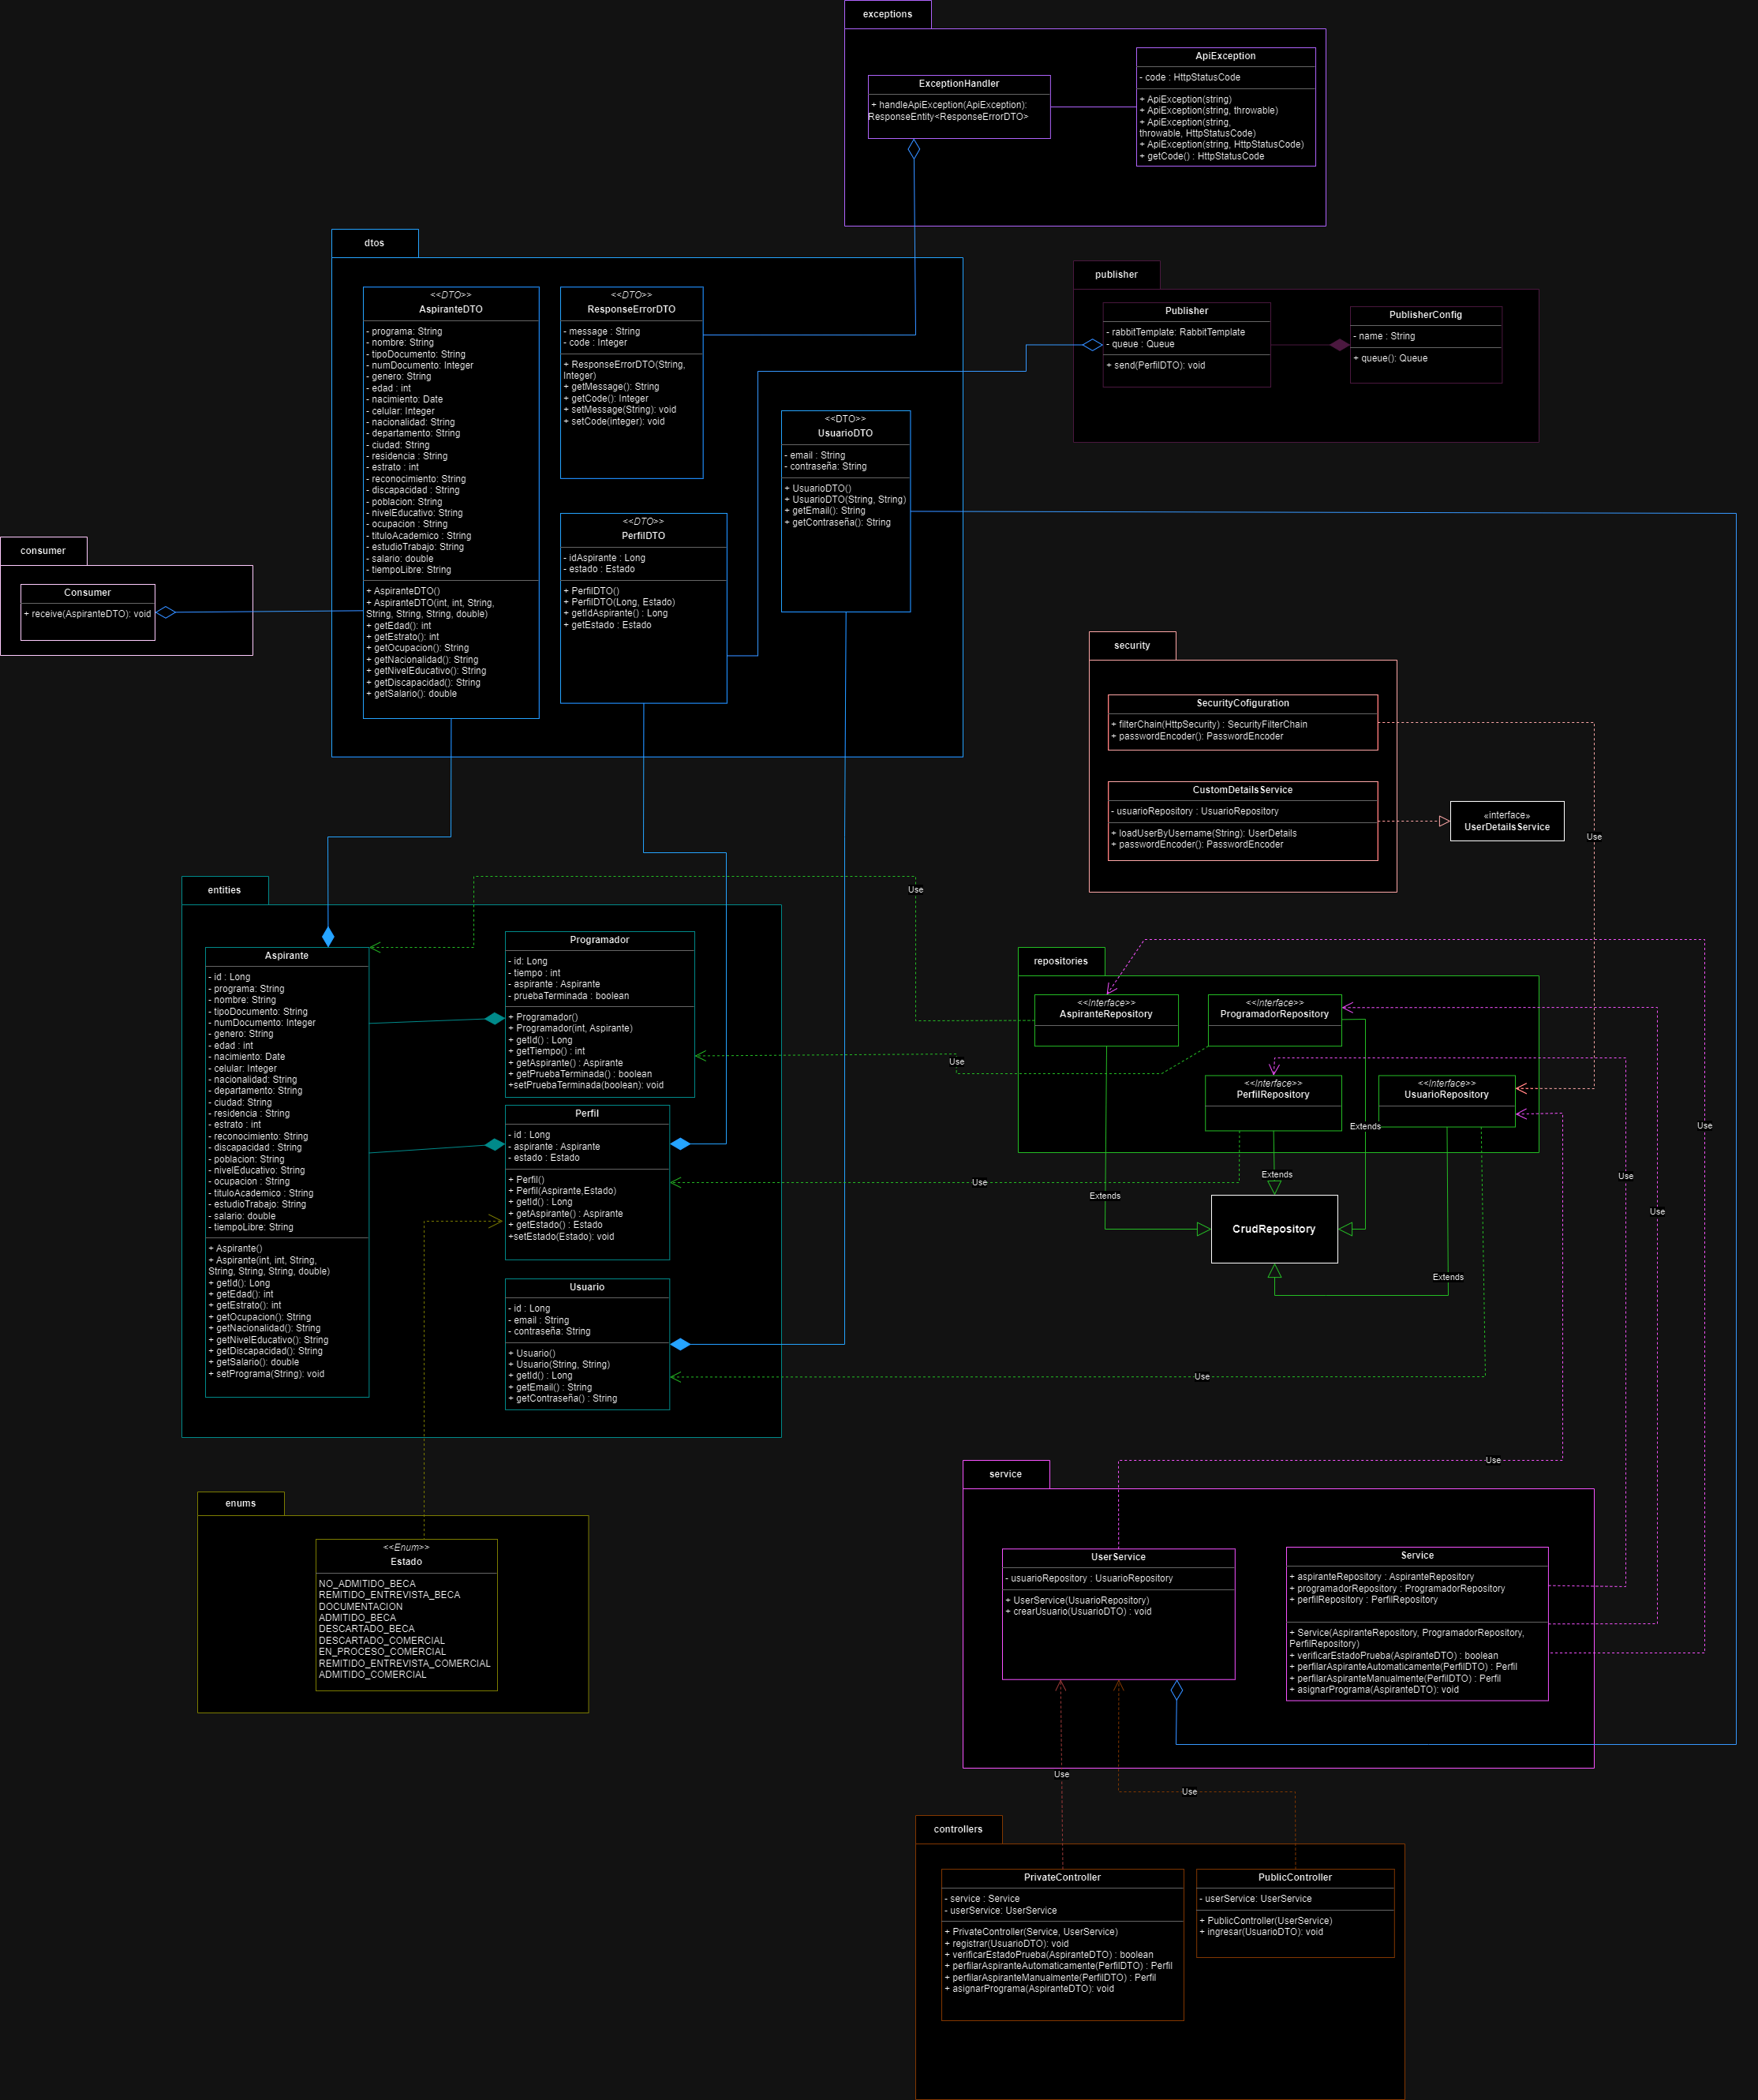 exceptions
ExceptionHandler
+ handleApiException(ApiException):
ResponseEntity<ResponseErrorDTO>
ApiException
- code : HttpStatusCode
+ ApiException(string)
+ ApiException(string, throwable)
+ ApiException(string,
throwable, HttpStatusCode)
+ ApiException(string, HttpStatusCode)
+ getCode() : HttpStatusCode
dtos
<<DTO>>
AspiranteDTO
- programa: String
- nombre: String
- tipoDocumento: String
- numDocumento: Integer
- genero: String
- edad : int
- nacimiento: Date
- celular: Integer
- nacionalidad: String
- departamento: String
- ciudad: String
- residencia : String
- estrato : int
- reconocimiento: String
- discapacidad : String
- poblacion: String
- nivelEducativo: String
- ocupacion : String
- tituloAcademico : String
- estudioTrabajo: String
- salario: double
- tiempoLibre: String
+ AspiranteDTO()
+ AspiranteDTO(int, int, String,
String, String, String, double)
+ getEdad(): int
+ getEstrato(): int
+ getOcupacion(): String
+ getNacionalidad(): String
+ getNivelEducativo(): String
+ getDiscapacidad(): String
+ getSalario(): double
<<DTO>>
ResponseErrorDTO
- message : String
- code : Integer
+ ResponseErrorDTO(String,
Integer)
+ getMessage(): String
+ getCode(): Integer
+ setMessage(String): void
+ setCode(integer): void
<<DTO>>
PerfilDTO
- idAspirante : Long
- estado : Estado
+ PerfilDTO()
+ PerfilDTO(Long, Estado)
+ getIdAspirante() : Long
+ getEstado : Estado
<<DTO>>
UsuarioDTO
- email : String
- contraseña: String
+ UsuarioDTO()
+ UsuarioDTO(String, String)
+ getEmail(): String
+ getContraseña(): String
publisher
Publisher
- rabbitTemplate: RabbitTemplate
- queue : Queue
+ send(PerfilDTO): void
PublisherConfig
- name : String
+ queue(): Queue
consumer
Consumer
+ receive(AspiranteDTO): void
security
SecurityCofiguration
+ filterChain(HttpSecurity) : SecurityFilterChain
+ passwordEncoder(): PasswordEncoder
CustomDetailsService
- usuarioRepository : UsuarioRepository
+ loadUserByUsername(String): UserDetails
+ passwordEncoder(): PasswordEncoder
«interface»
UserDetailsService
Use
entities
Use
Aspirante
- id : Long
- programa: String
- nombre: String
- tipoDocumento: String
- numDocumento: Integer
- genero: String
- edad : int
- nacimiento: Date
- celular: Integer
- nacionalidad: String
- departamento: String
- ciudad: String
- residencia : String
- estrato : int
- reconocimiento: String
- discapacidad : String
- poblacion: String
- nivelEducativo: String
- ocupacion : String
- tituloAcademico : String
- estudioTrabajo: String
- salario: double
- tiempoLibre: String
+ Aspirante()
+ Aspirante(int, int, String,
String, String, String, double)
+ getId(): Long
+ getEdad(): int
+ getEstrato(): int
+ getOcupacion(): String
+ getNacionalidad(): String
+ getNivelEducativo(): String
+ getDiscapacidad(): String
+ getSalario(): double
+ setPrograma(String): void
Programador
- id: Long
- tiempo : int
- aspirante : Aspirante
- pruebaTerminada : boolean
+ Programador()
+ Programador(int, Aspirante)
+ getId() : Long
+ getTiempo() : int
+ getAspirante() : Aspirante
+ getPruebaTerminada() : boolean
+setPruebaTerminada(boolean): void
Perfil
- id : Long
- aspirante : Aspirante
- estado : Estado
+ Perfil()
+ Perfil(Aspirante,Estado)
+ getId() : Long
+ getAspirante() : Aspirante
+ getEstado() : Estado
+setEstado(Estado): void
Usuario
- id : Long
- email : String
- contraseña: String
+ Usuario()
+ Usuario(String, String)
+ getId() : Long
+ getEmail() : String
+ getContraseña() : String
repositories
<<Interface>>
AspiranteRepository
<<Interface>>
ProgramadorRepository
<<Interface>>
PerfilRepository
<<Interface>>
UsuarioRepository
Use
Use
Use
Extends
Extends
Extends
Extends
CrudRepository
Use
Use
Use
Use
enums
<<Enum>>
Estado
NO_ADMITIDO_BECA
REMITIDO_ENTREVISTA_BECA
DOCUMENTACION
ADMITIDO_BECA
DESCARTADO_BECA
DESCARTADO_COMERCIAL
EN_PROCESO_COMERCIAL
REMITIDO_ENTREVISTA_COMERCIAL
ADMITIDO_COMERCIAL
service
UserService
- usuarioRepository : UsuarioRepository
+ UserService(UsuarioRepository)
+ crearUsuario(UsuarioDTO) : void
Service
+ aspiranteRepository : AspiranteRepository
+ programadorRepository : ProgramadorRepository
+ perfilRepository : PerfilRepository
+ Service(AspiranteRepository, ProgramadorRepository,
PerfilRepository)
+ verificarEstadoPrueba(AspiranteDTO) : boolean
+ perfilarAspiranteAutomaticamente(PerfilDTO) : Perfil
+ perfilarAspiranteManualmente(PerfilDTO) : Perfil
+ asignarPrograma(AspiranteDTO): void
Use
Use
controllers
PrivateController
- service : Service
- userService: UserService
+ PrivateController(Service, UserService)
+ registrar(UsuarioDTO): void
+ verificarEstadoPrueba(AspiranteDTO) : boolean
+ perfilarAspiranteAutomaticamente(PerfilDTO) : Perfil
+ perfilarAspiranteManualmente(PerfilDTO) : Perfil
+ asignarPrograma(AspiranteDTO): void
PublicController
- userService: UserService
+ PublicController(UserService)
+ ingresar(UsuarioDTO): void